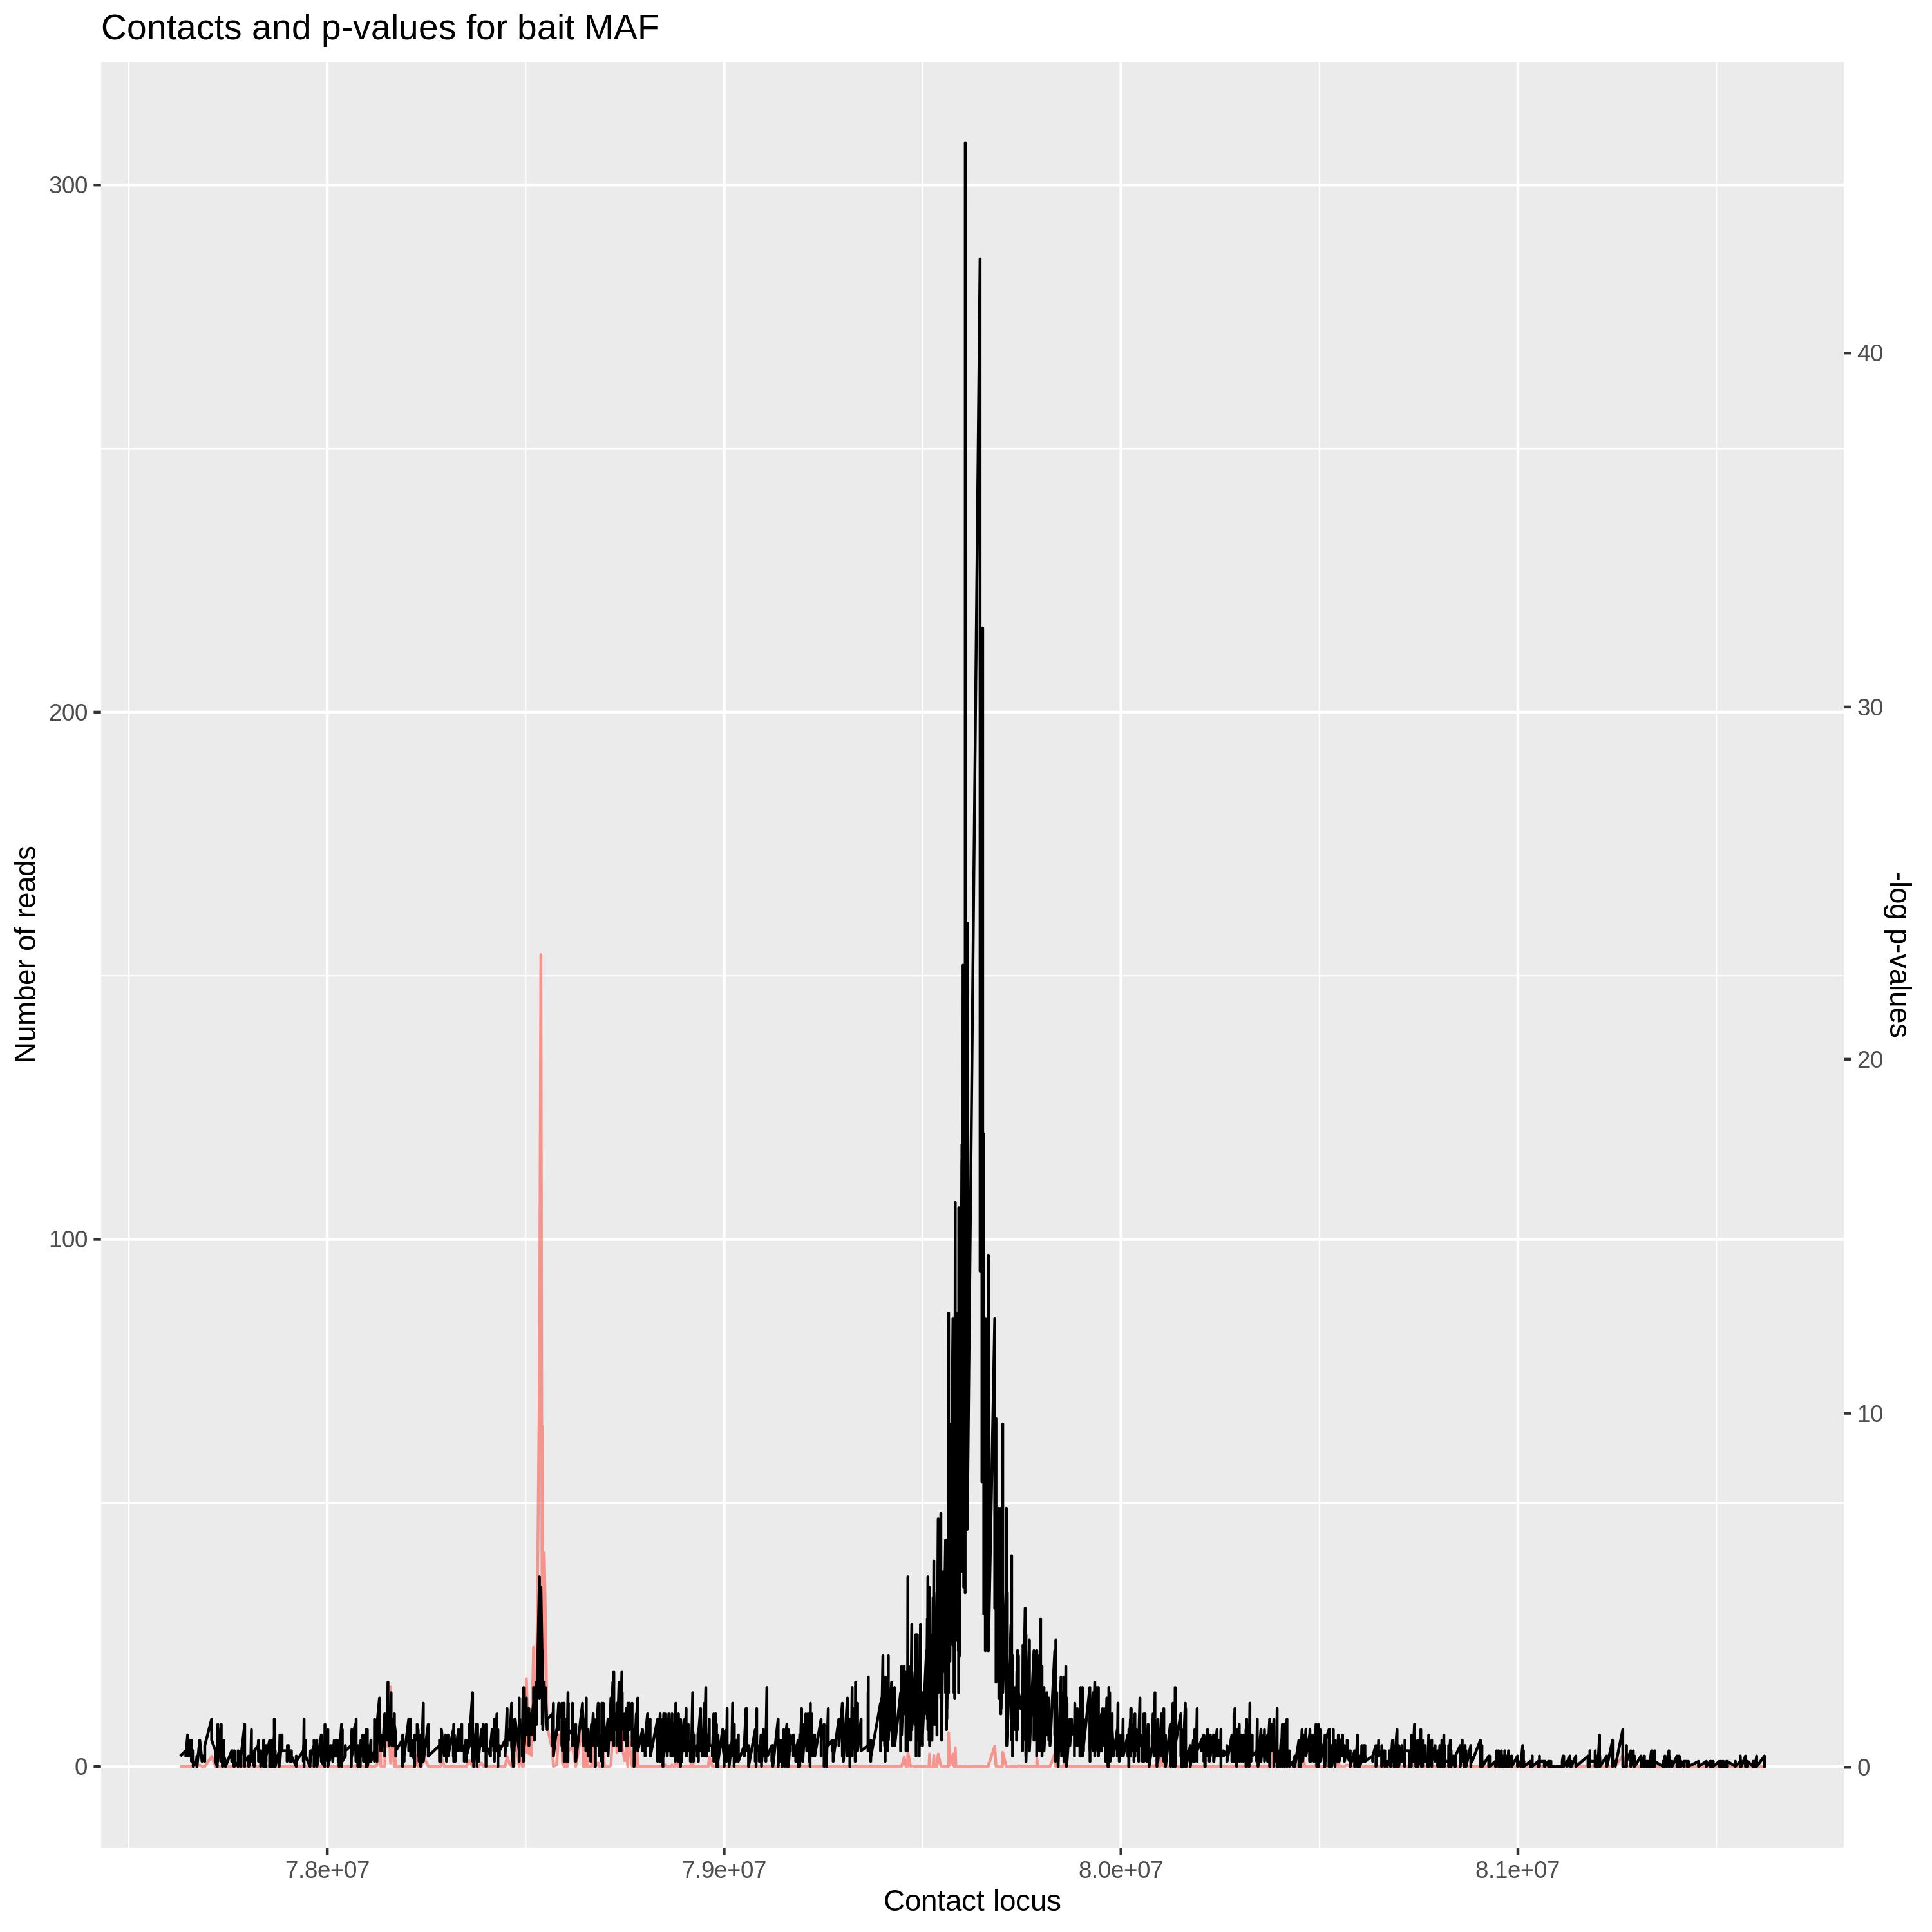 Contacts and p-values for bait MAF
300
200
100
0
Number of reads
40
30
20
10
0
-log p-values
7.8e+07
7.9e+07
8.0e+07
8.1e+07
Contact locus